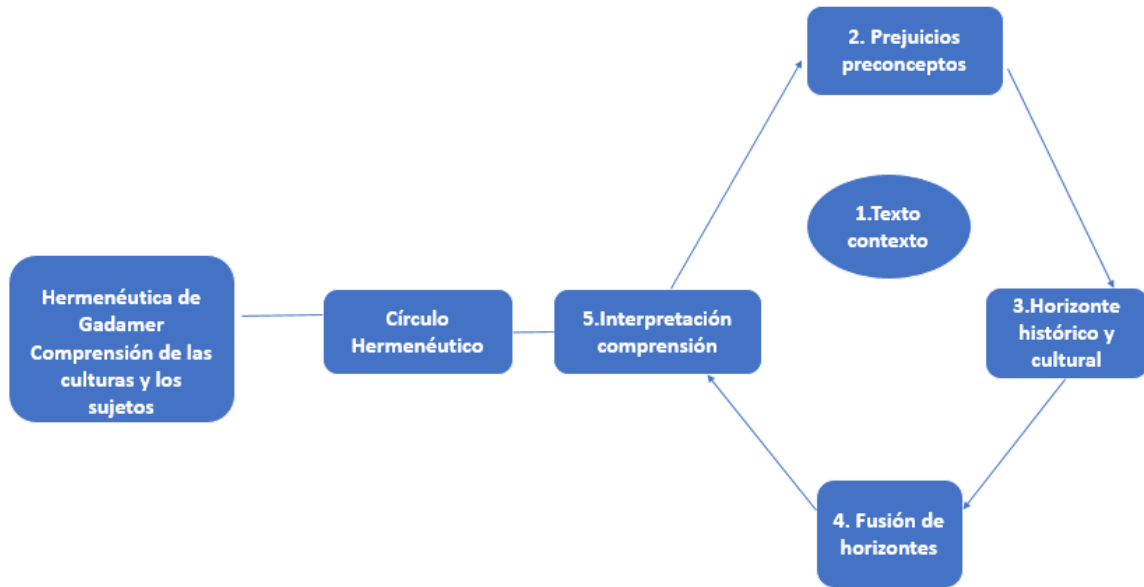 2. Prejuicios
preconceptos
1.Texto
contexto
Hermenéutica de
Gadamer
Comprensión de las
culturas y los
sujetos
Círculo
Hermenéutico
5.Interpretación
comprensión
3.Horizonte
histórico y
cultural
4. Fusión de
horizontes